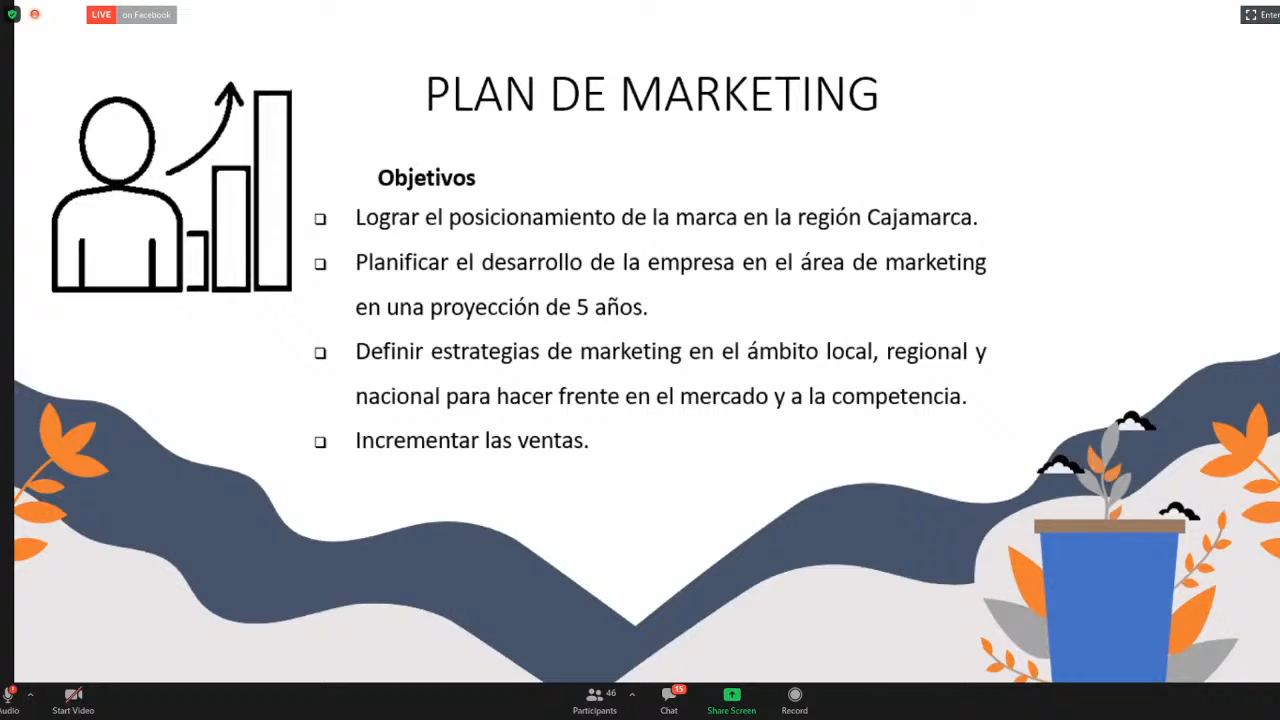 LIVE on Facebook
Enter
PLAN DE MARKETING
Objetivos
Lograr el posicionamiento de la marca en la región Cajamarca.
Planificar el desarrollo de la empresa en el área de marketing
en una proyección de 5 años.
Definir estrategias de marketing en el ámbito local, regional y
nacional para hacer frente en el mercado y a la competencia.
Incrementar las ventas.
46
15
Audio
Start Video
Participants
Chat
Share Screen
Record